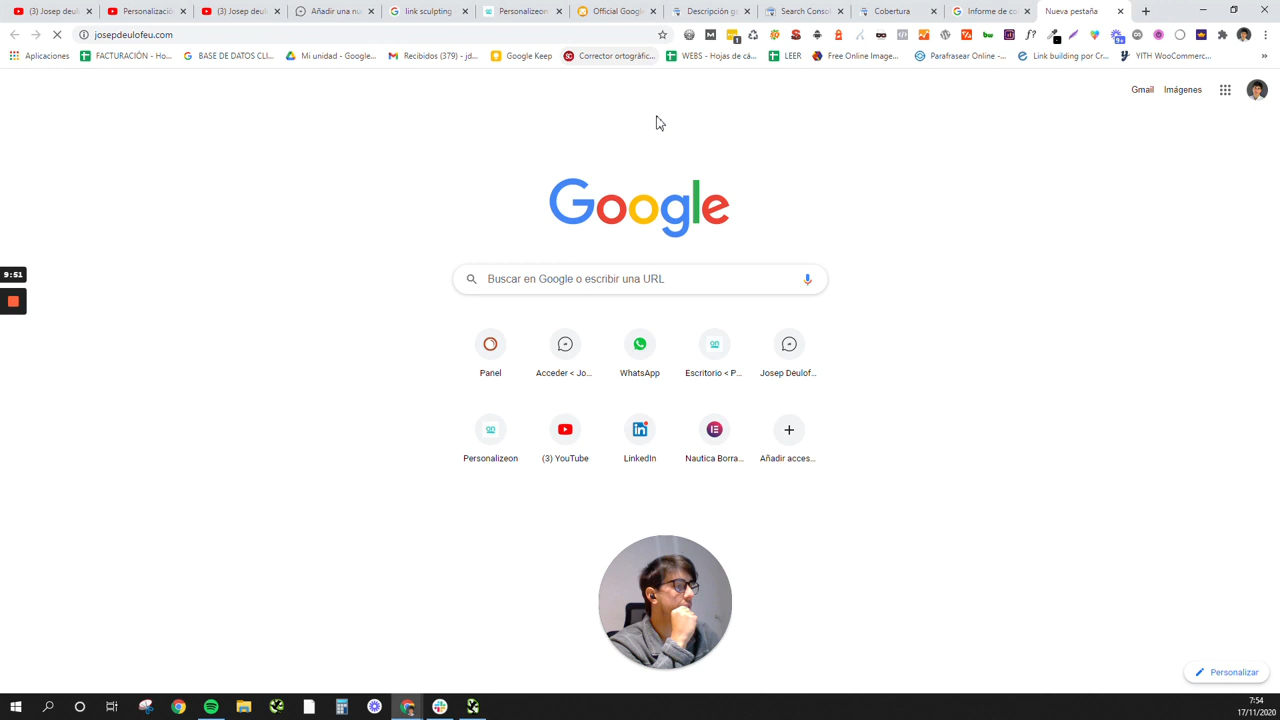 (3) Josep deulo
Personalizació
(3) Josep deul
Añadir una nu
link sculpting
Personalizeon
Official Google
Descripción ge
Search Consol
Cobertura
Informe de co
Nueva pestaña
josepdeulofeu.com
Aplicaciones
FACTURACIÓN - Ho...
BASE DE DATOS CLI...
Mi unidad - Google...
Recibidos (379) - jd...
Google Keep
Corrector ortográfic...
WEBS - Hojas de cá...
LEER
Free Online Image...
Parafrasear Online -...
Link building por Cr...
YITH WooCommerc...
»
Gmail
Imágenes
Google
Buscar en Google o escribir una URL
9:51
Panel
Acceder < Jo...
WhatsApp
Escritorio < P...
Josep Deulof...
Personalizeon
(3) YouTube
LinkedIn
Nautica Borra...
Añadir acces...
Personalizar
7:54
17/11/2020